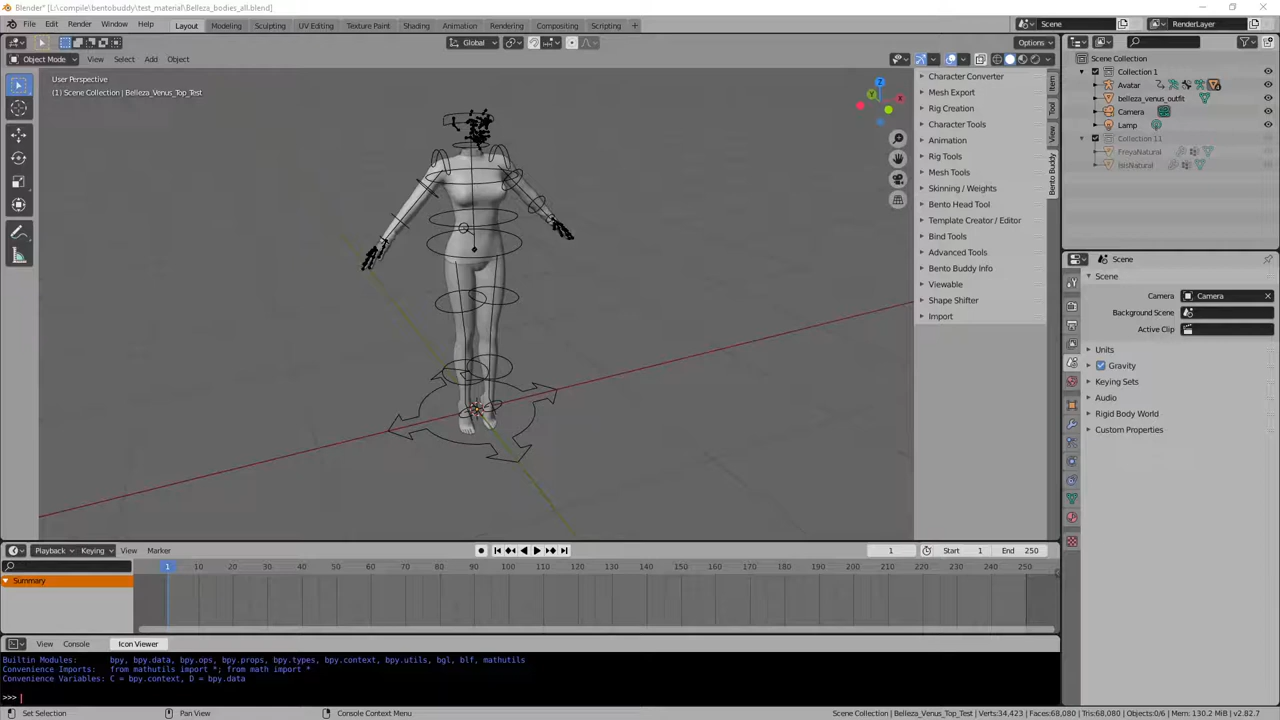 Blender* [L:\compile\bentobuddy\test_material\Belleza_bodies_all.blend]
File Edit Render Window Help
Layout Modeling Sculpting UV Editing Texture Paint Shading Animation Rendering Compositing Scripting +
Scene RenderLayer
Global Options
Object Mode View Select Add Object
User Perspective
(1) Scene Collection | Belleza_Venus_Top_Test
Z
X
Y
Character Converter
Mesh Export
Rig Creation
Character Tools
Animation
Rig Tools
Mesh Tools
Skinning / Weights
Bento Head Tool
Template Creator / Editor
Bind Tools
Advanced Tools
Bento Buddy Info
Viewable
Shape Shifter
Import
Item
Tool
View
Bento Buddy
Scene Collection
Collection 1
Avatar
belleza_venus_outfit
Camera
Lamp
Collection 11
FreyaNatural
IsisNatural
Scene
Scene
Camera Camera
Background Scene
Active Clip
Units
Gravity
Keying Sets
Audio
Rigid Body World
Custom Properties
Playback Keying View Marker
1 Start 1 End 250
1 10 20 30 40 50 60 70 80 90 100 110 120 130 140 150 160 170 180 190 200 210 220 230 240 250
Summary
View Console Icon Viewer
Builtin Modules: bpy, bpy.data, bpy.ops, bpy.props, bpy.types, bpy.context, bpy.utils, bgl, blf, mathutils
Convenience Imports: from mathutils import *; from math import *
Convenience Variables: C = bpy.context, D = bpy.data
>>>
Set Selection Pan View Console Context Menu
Scene Collection | Belleza_Venus_Top_Test | Verts:34,423 | Faces:68,080 | Tris:68,080 | Objects:0/6 | Mem: 130.2 MiB | v2.82.7